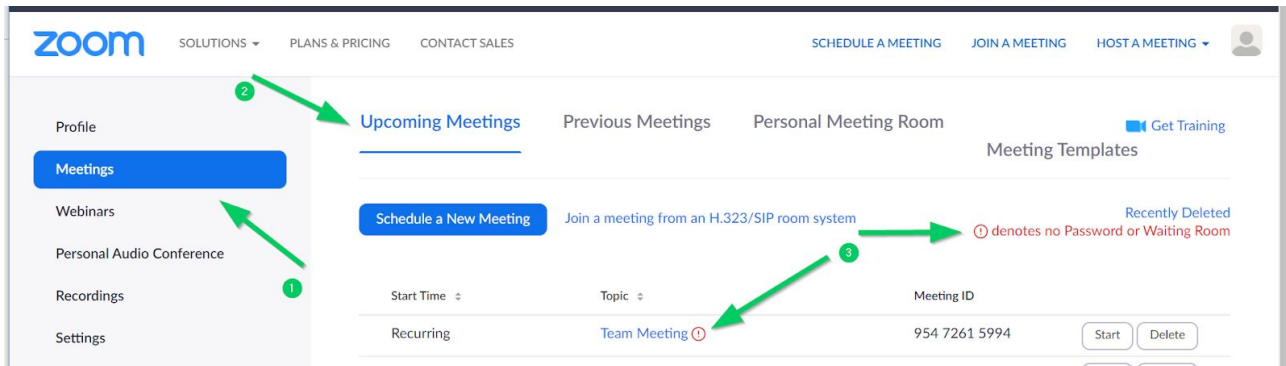 zoom SOLUTIONS PLANS & PRICING CONTACT SALES SCHEDULE A MEETING JOIN A MEETING HOST A MEETING
2
Profile
Meetings
Webinars
Personal Audio Conference
Recordings
Settings
1
Upcoming Meetings Previous Meetings Personal Meeting Room
Get Training
Meeting Templates
Schedule a New Meeting Join a meeting from an H.323/SIP room system
Recently Deleted
! denotes no Password or Waiting Room
3
Start Time Topic Meeting ID
Recurring Team Meeting ! 954 7261 5994 Start Delete